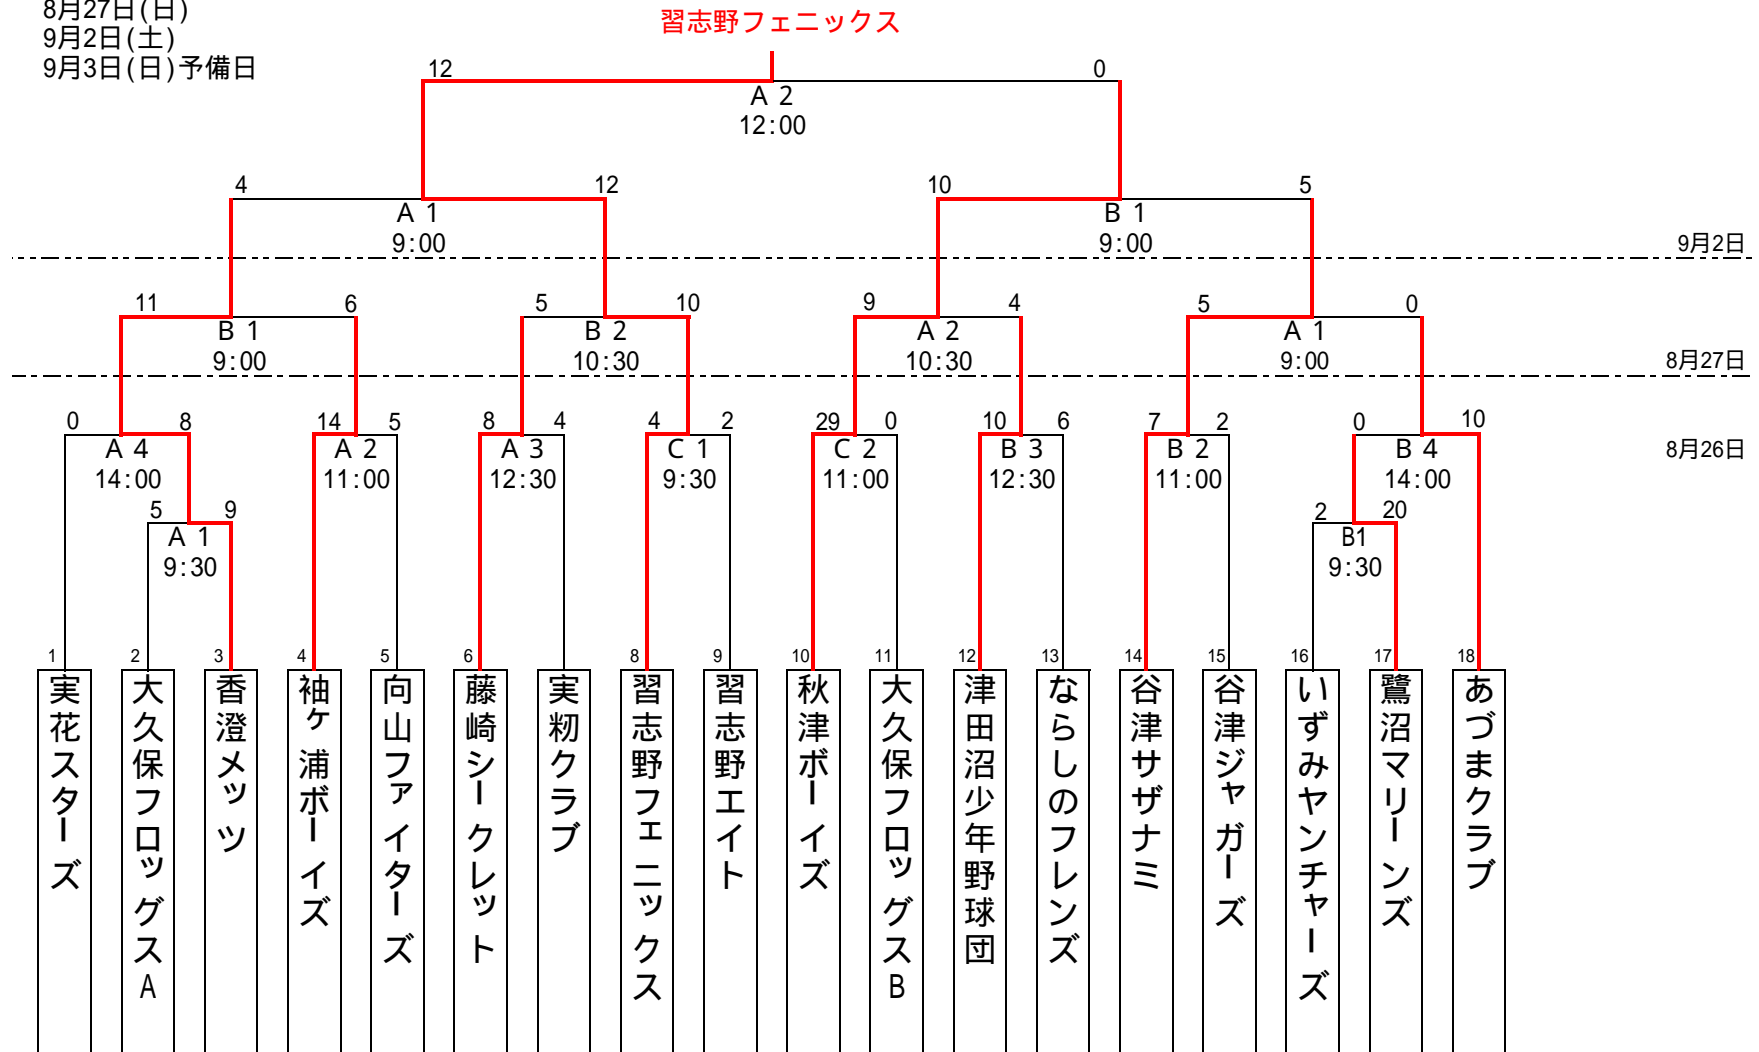 8月27日(日)
9月2日(土)
9月3日(日)予備日
習志野フェニックス
12 0
A 2
12:00
4 12 10 5
A 1 B 1
9:00 9:00
9月2日
11 6 5 10 9 4 5 0
B 1 B 2 A 2 A 1
9:00 10:30 10:30 9:00
8月27日
0 8 14 5 8 4 4 2 29 0 10 6 7 2 0 10
A 4 A 2 A 3 C 1 C 2 B 3 B 2 B 4
8月26日
14:00 11:00 12:30 9:30 11:00 12:30 11:00 14:00
5 9 2 20
A 1 B1
9:30 9:30
1 2 3 4 5 6 7 8 9 10 11 12 13 14 15 16 17 18
実花スターズ
大久保フロッグスA
香澄メッツ
袖ヶ浦ボーイズ
向山ファイターズ
藤崎シークレット
実籾クラブ
習志野フェニックス
習志野エイト
秋津ボーイズ
大久保フロッグスB
津田沼少年野球団
ならしのフレンズ
谷津サザナミ
谷津ジャガーズ
いずみヤンチャーズ
鷺沼マリーンズ
あづまクラブ